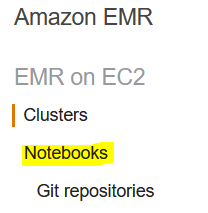 Amazon EMR
EMR on EC2
Clusters
Notebooks
Git repositories